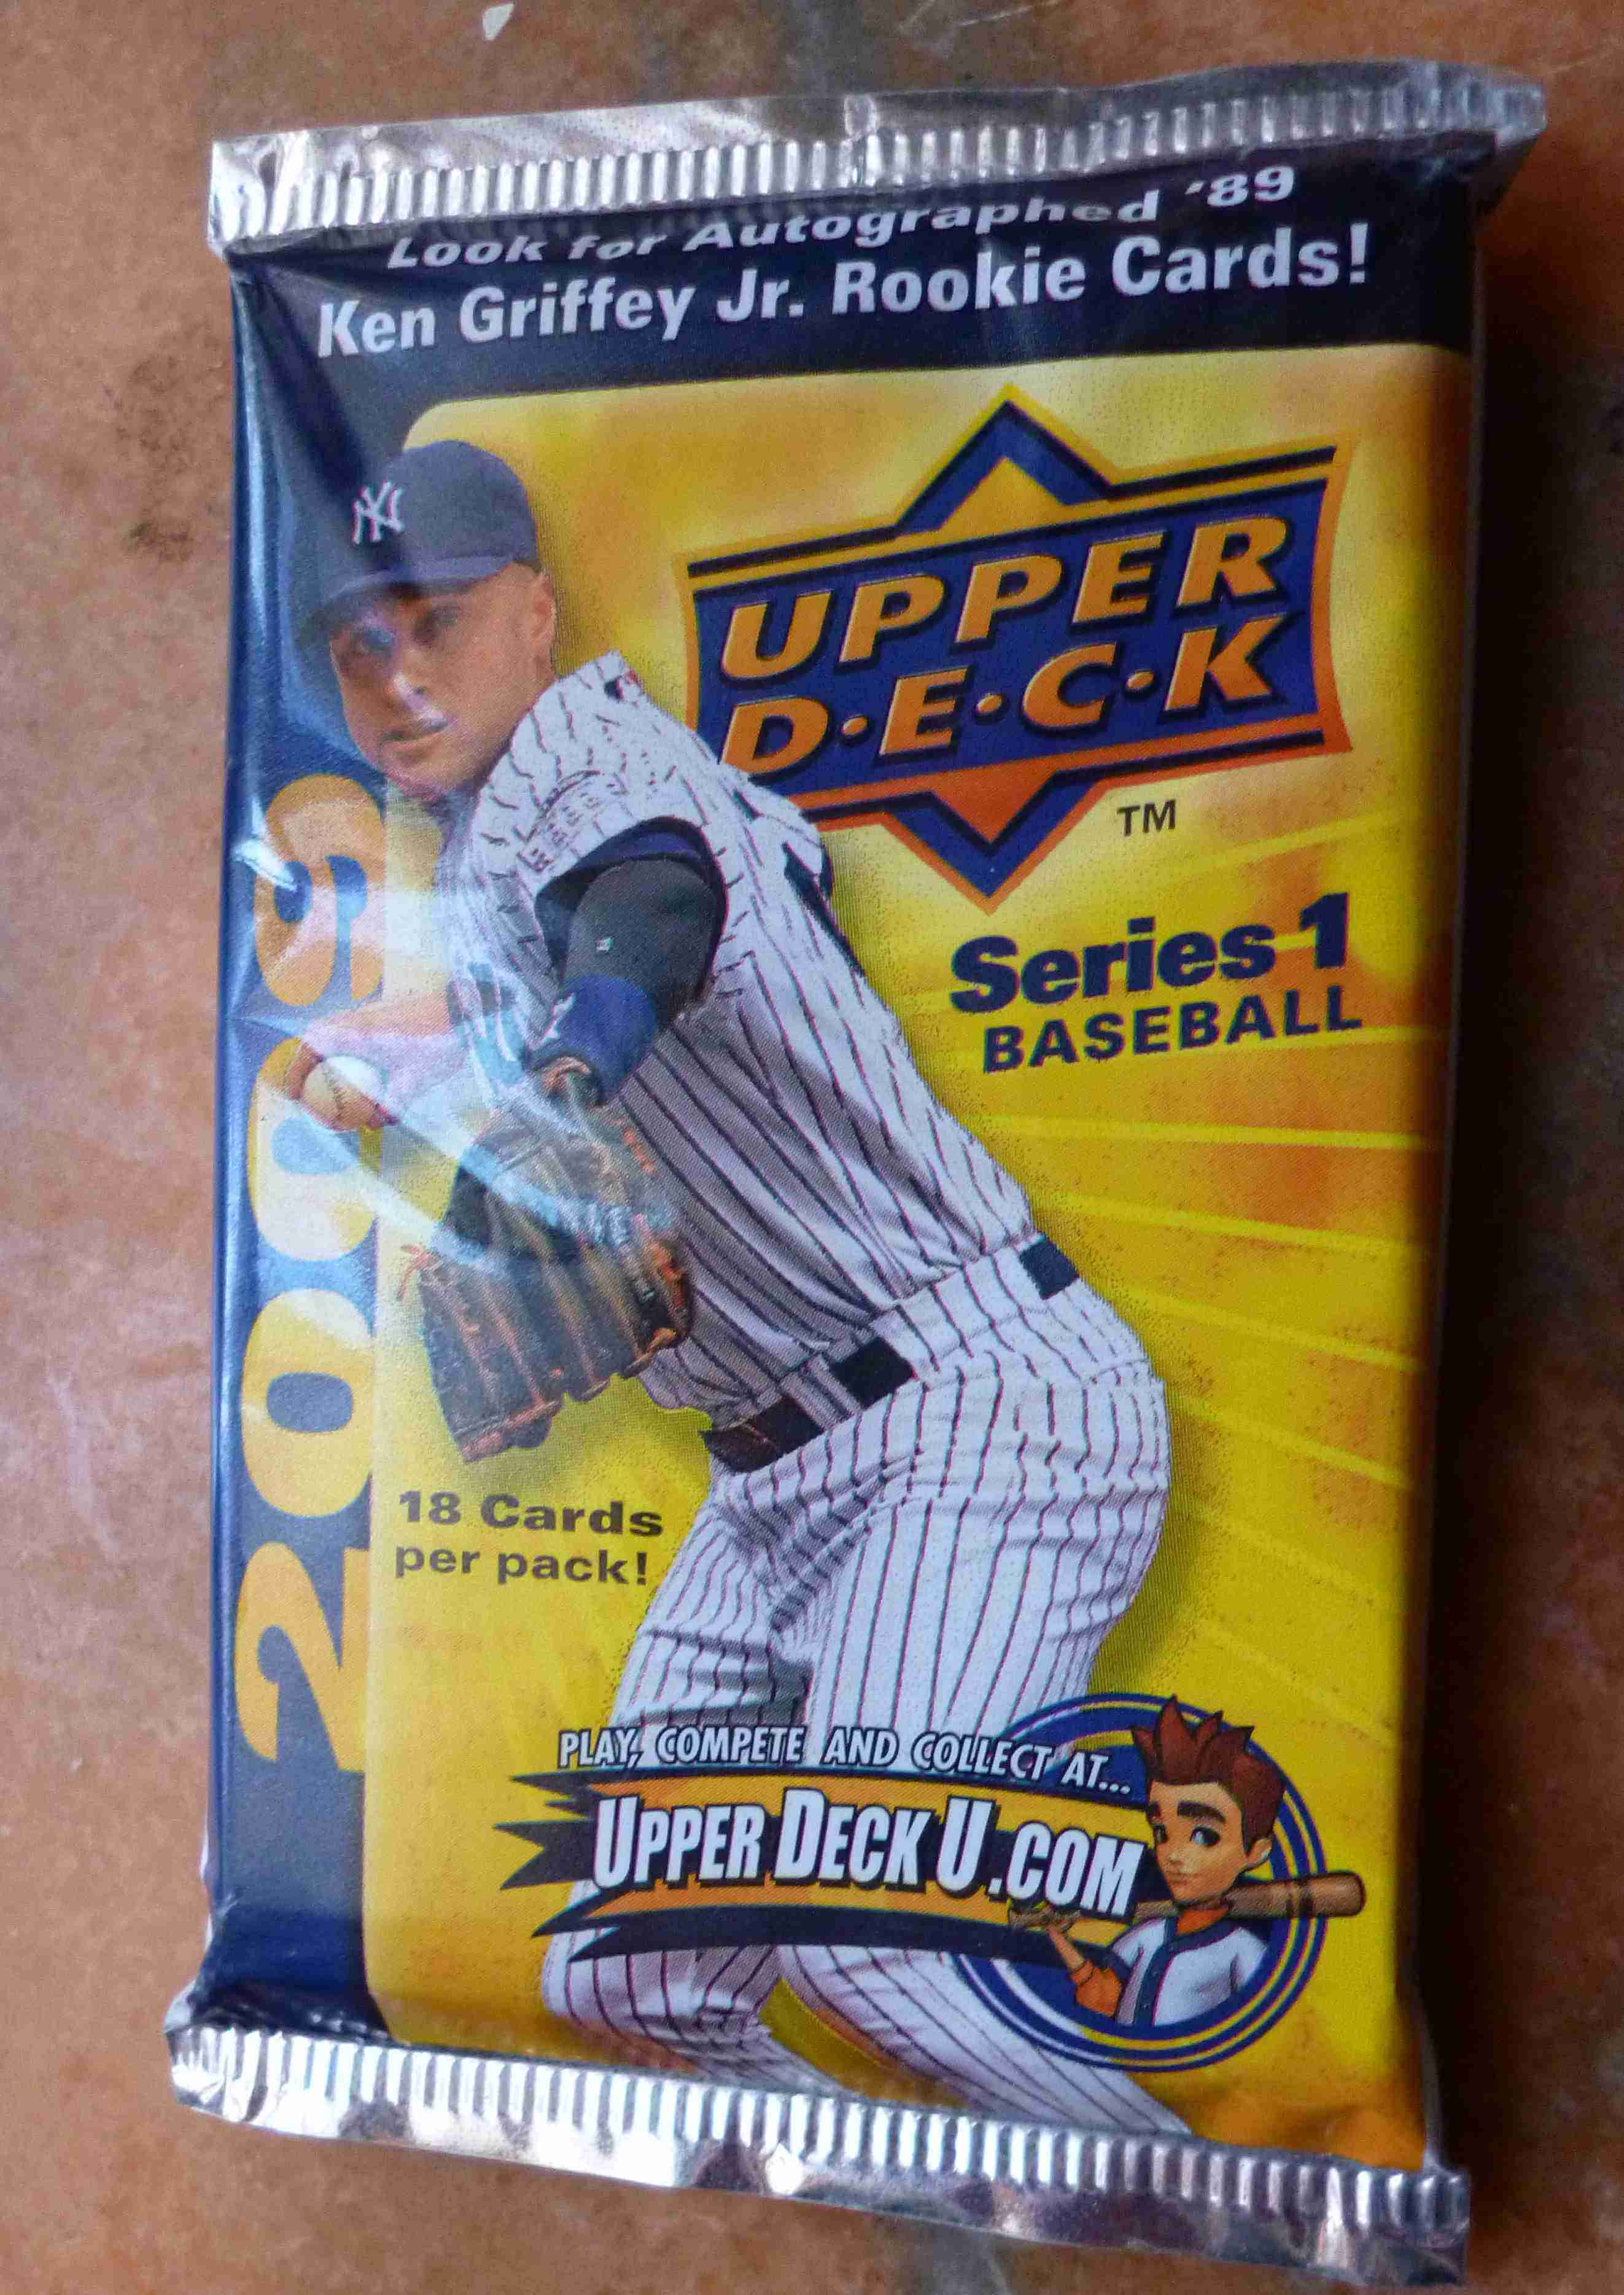 Look for Autographed '89
Ken Griffey Jr. Rookie Cards!
NY
UPPER
D·E·C·K
TM
Series 1
BASEBALL
2009
18 Cards
per pack!
PLAY, COMPETE AND COLLECT AT...
UPPER DECK U.COM